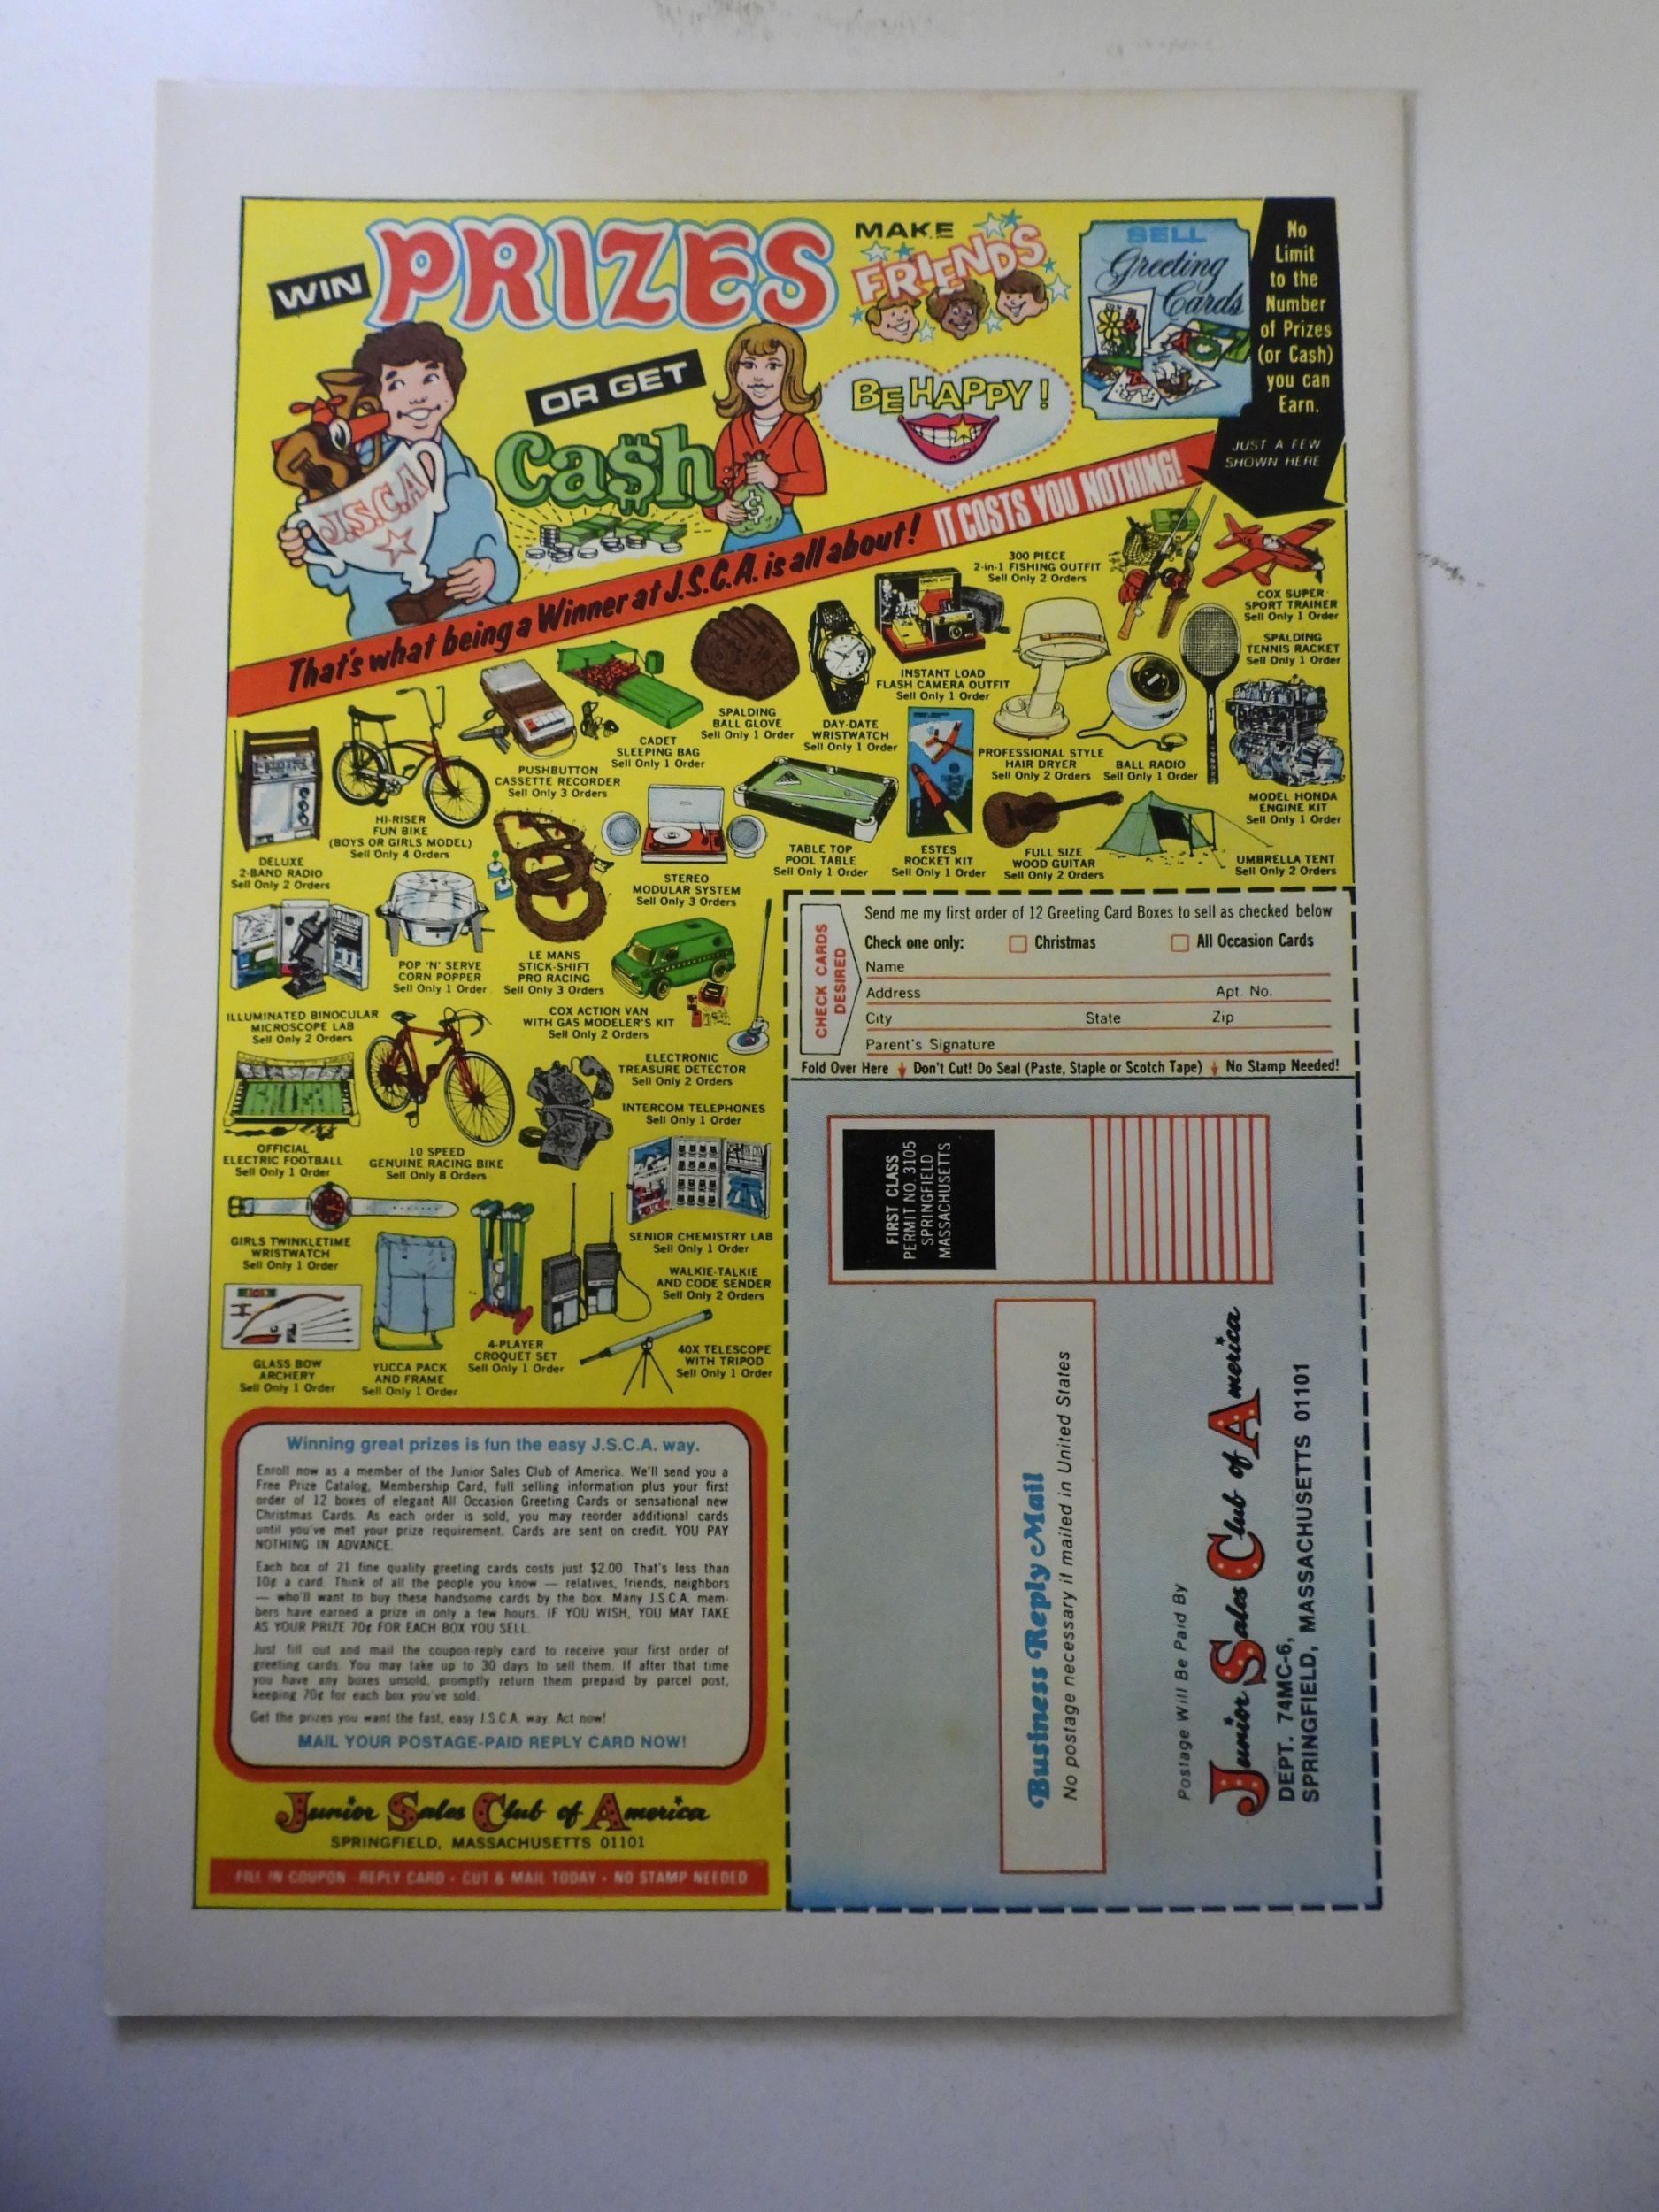 WIN PRIZES
OR GET
Ca$h
MAKE
FRIENDS
BE HAPPY!
SELL
Greeting
Cards
No
Limit
to the
Number
of Prizes
(or Cash)
you can
Earn.
JUST A FEW
SHOWN HERE
J.S.C.A.
That's what being a Winner at J.S.C.A. is all about! IT COSTS YOU NOTHING!
300 PIECE
2-in-1 FISHING OUTFIT
Sell Only 2 Orders
COX SUPER
SPORT TRAINER
Sell Only 1 Order
SPALDING
TENNIS RACKET
Sell Only 1 Order
INSTANT LOAD
FLASH CAMERA OUTFIT
Sell Only 1 Order
SPALDING
BALL GLOVE
Sell Only 1 Order
DAY-DATE
WRISTWATCH
Sell Only 1 Order
CADET
SLEEPING BAG
Sell Only 1 Order
PUSHBUTTON
CASSETTE RECORDER
Sell Only 3 Orders
PROFESSIONAL STYLE
HAIR DRYER
Sell Only 2 Orders
BALL RADIO
Sell Only 1 Order
MODEL HONDA
ENGINE KIT
Sell Only 1 Order
HI-RISER
FUN BIKE
(BOYS OR GIRLS MODEL)
Sell Only 4 Orders
DELUXE
2-BAND RADIO
Sell Only 2 Orders
STEREO
MODULAR SYSTEM
Sell Only 3 Orders
TABLE TOP
POOL TABLE
Sell Only 1 Order
ESTES
ROCKET KIT
Sell Only 1 Order
FULL SIZE
WOOD GUITAR
Sell Only 2 Orders
UMBRELLA TENT
Sell Only 2 Orders
POP 'N' SERVE
CORN POPPER
Sell Only 1 Order
LE MANS
STICK-SHIFT
PRO RACING
Sell Only 3 Orders
ILLUMINATED BINOCULAR
MICROSCOPE LAB
Sell Only 2 Orders
COX ACTION VAN
WITH GAS MODELER'S KIT
Sell Only 2 Orders
ELECTRONIC
TREASURE DETECTOR
Sell Only 2 Orders
INTERCOM TELEPHONES
Sell Only 1 Order
OFFICIAL
ELECTRIC FOOTBALL
Sell Only 1 Order
10 SPEED
GENUINE RACING BIKE
Sell Only 8 Orders
GIRLS TWINKLETIME
WRISTWATCH
Sell Only 1 Order
SENIOR CHEMISTRY LAB
Sell Only 1 Order
WALKIE-TALKIE
AND CODE SENDER
Sell Only 2 Orders
GLASS BOW
ARCHERY
Sell Only 1 Order
YUCCA PACK
AND FRAME
Sell Only 1 Order
4-PLAYER
CROQUET SET
Sell Only 1 Order
40X TELESCOPE
WITH TRIPOD
Sell Only 1 Order
Winning great prizes is fun the easy J.S.C.A. way.
Enroll now as a member of the Junior Sales Club of America. We'll send you a
Free Prize Catalog, Membership Card, full selling information plus your first
order of 12 boxes of elegant All Occasion Greeting Cards or sensational new
Christmas Cards. As each order is sold, you may reorder additional cards
until you've met your prize requirement. Cards are sent on credit. YOU PAY
NOTHING IN ADVANCE.
Each box of 21 fine quality greeting cards costs just $2.00. That's less than
10¢ a card. Think of all the people you know — relatives, friends, neighbors
— who'll want to buy these handsome cards by the box. Many J.S.C.A. mem-
bers have earned a prize in only a few hours. IF YOU WISH, YOU MAY TAKE
AS YOUR PRIZE 70¢ FOR EACH BOX YOU SELL.
Just fill out and mail the coupon-reply card to receive your first order of
greeting cards. You may take up to 30 days to sell them. If after that time
you have any boxes unsold, promptly return them prepaid by parcel post,
keeping 70¢ for each box you've sold.
Get the prizes you want the fast, easy J.S.C.A. way. Act now!
MAIL YOUR POSTAGE-PAID REPLY CARD NOW!
Junior Sales Club of America
SPRINGFIELD, MASSACHUSETTS 01101
FILL IN COUPON REPLY CARD • CUT & MAIL TODAY • NO STAMP NEEDED
CHECK CARDS
DESIRED
Send me my first order of 12 Greeting Card Boxes to sell as checked below
Check one only: Christmas All Occasion Cards
Name
Address Apt. No.
City State Zip
Parent's Signature
Fold Over Here Don't Cut! Do Seal (Paste, Staple or Scotch Tape) No Stamp Needed!
FIRST CLASS
PERMIT NO. 3105
SPRINGFIELD
MASSACHUSETTS
Business Reply Mail
No postage necessary if mailed in United States
Postage Will Be Paid By
Junior Sales Club of America
DEPT. 74MC-6,
SPRINGFIELD, MASSACHUSETTS 01101